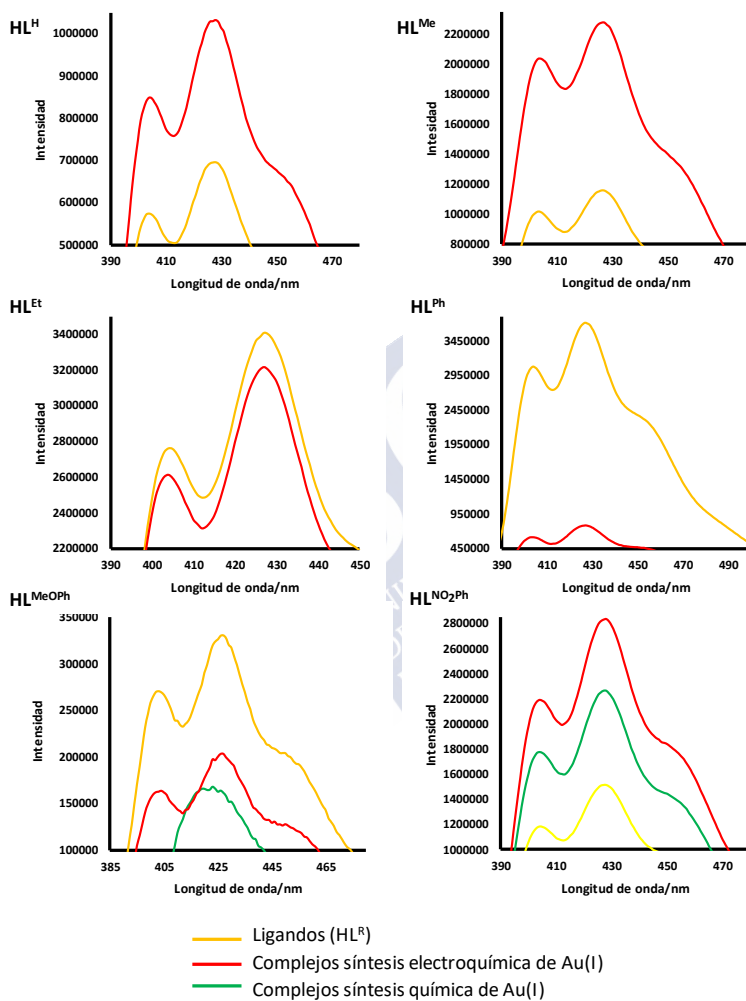 HL^H
Intensidad
1000000
900000
800000
700000
600000
500000
390 410 430 450 470
Longitud de onda/nm
HL^Me
Intesidad
2200000
2000000
1800000
1600000
1400000
1200000
1000000
800000
390 410 430 450 470
Longitud de onda/nm
HL^Et
Intensidad
3400000
3200000
3000000
2800000
2600000
2400000
2200000
390 400 410 420 430 440 450
Longitud de onda/nm
HL^Ph
Intensidad
3450000
2950000
2450000
1950000
1450000
950000
450000
390 410 430 450 470 490
Longitud de onda/nm
HL^MeOPh
Intensidad
350000
300000
250000
200000
150000
100000
385 405 425 445 465
Longitud de onda/nm
HL^NO2Ph
Intensidad
2800000
2600000
2400000
2200000
2000000
1800000
1600000
1400000
1200000
1000000
390 410 430 450 470
Longitud de onda/nm
Ligandos (HL^R)
Complejos síntesis electroquímica de Au(I)
Complejos síntesis química de Au(I)